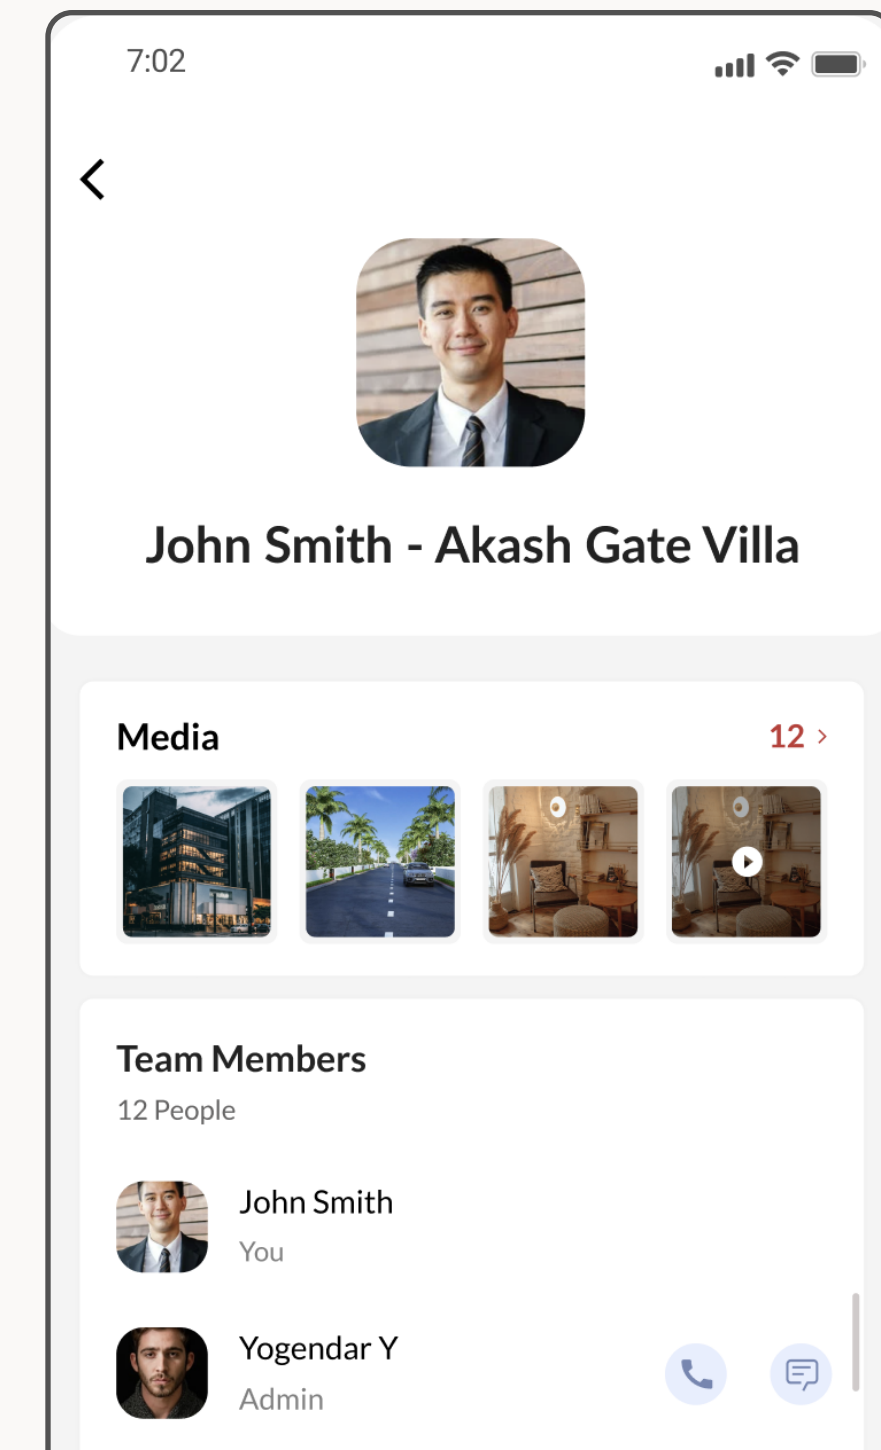 7:02
John Smith - Akash Gate Villa
Media
12 >
Team Members
12 People
John Smith
You
Yogendar Y
Admin